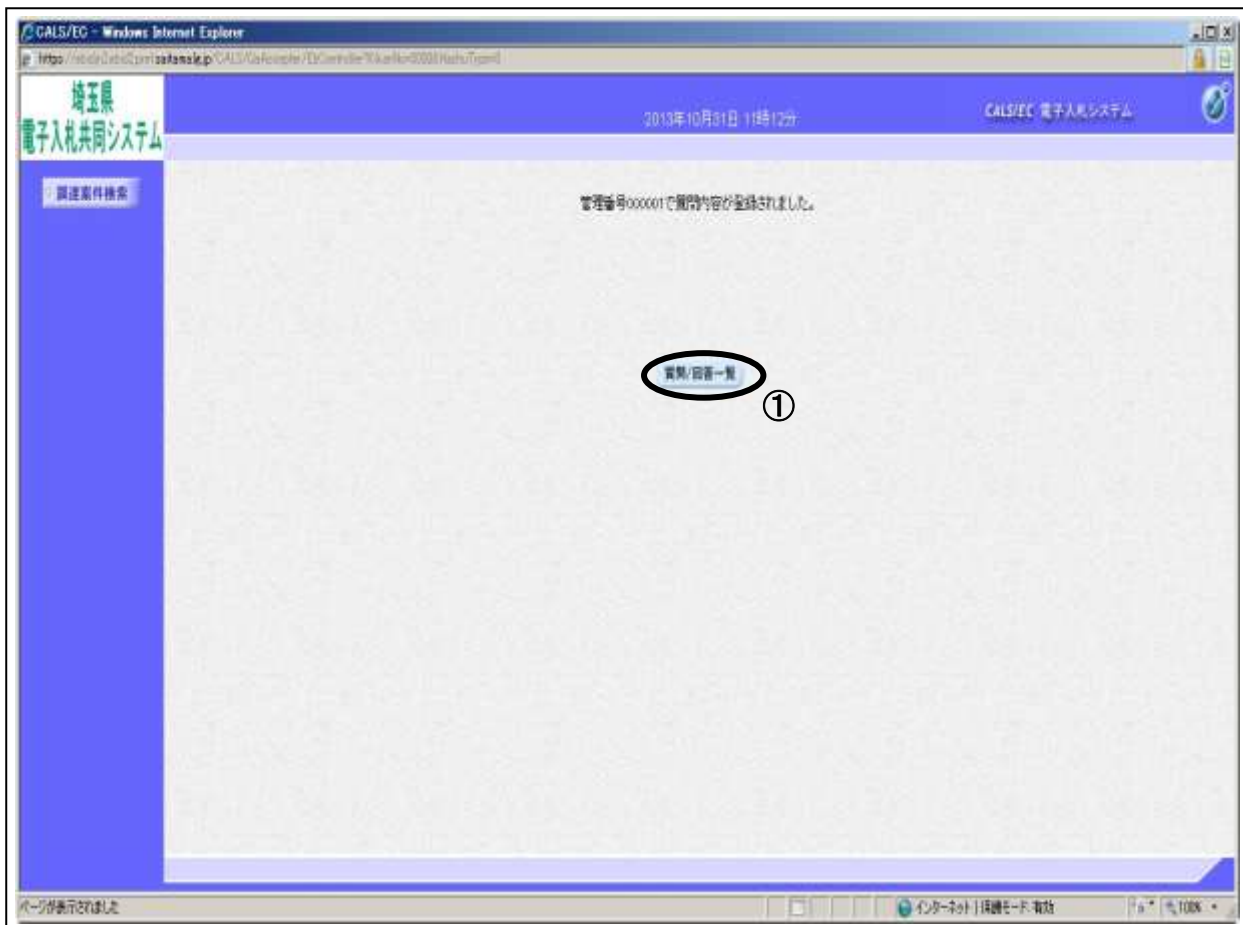 CALS/EC - Windows Internet Explorer
saitama.lg.jp
埼玉県
電子入札共同システム
2013年10月31日 11時12分
CALS/EC 電子入札システム
調達案件検索
管理番号000001で質問内容が登録されました。
質問/回答一覧
①
ページが表示されました
インターネット | 保護モード: 有効
100%